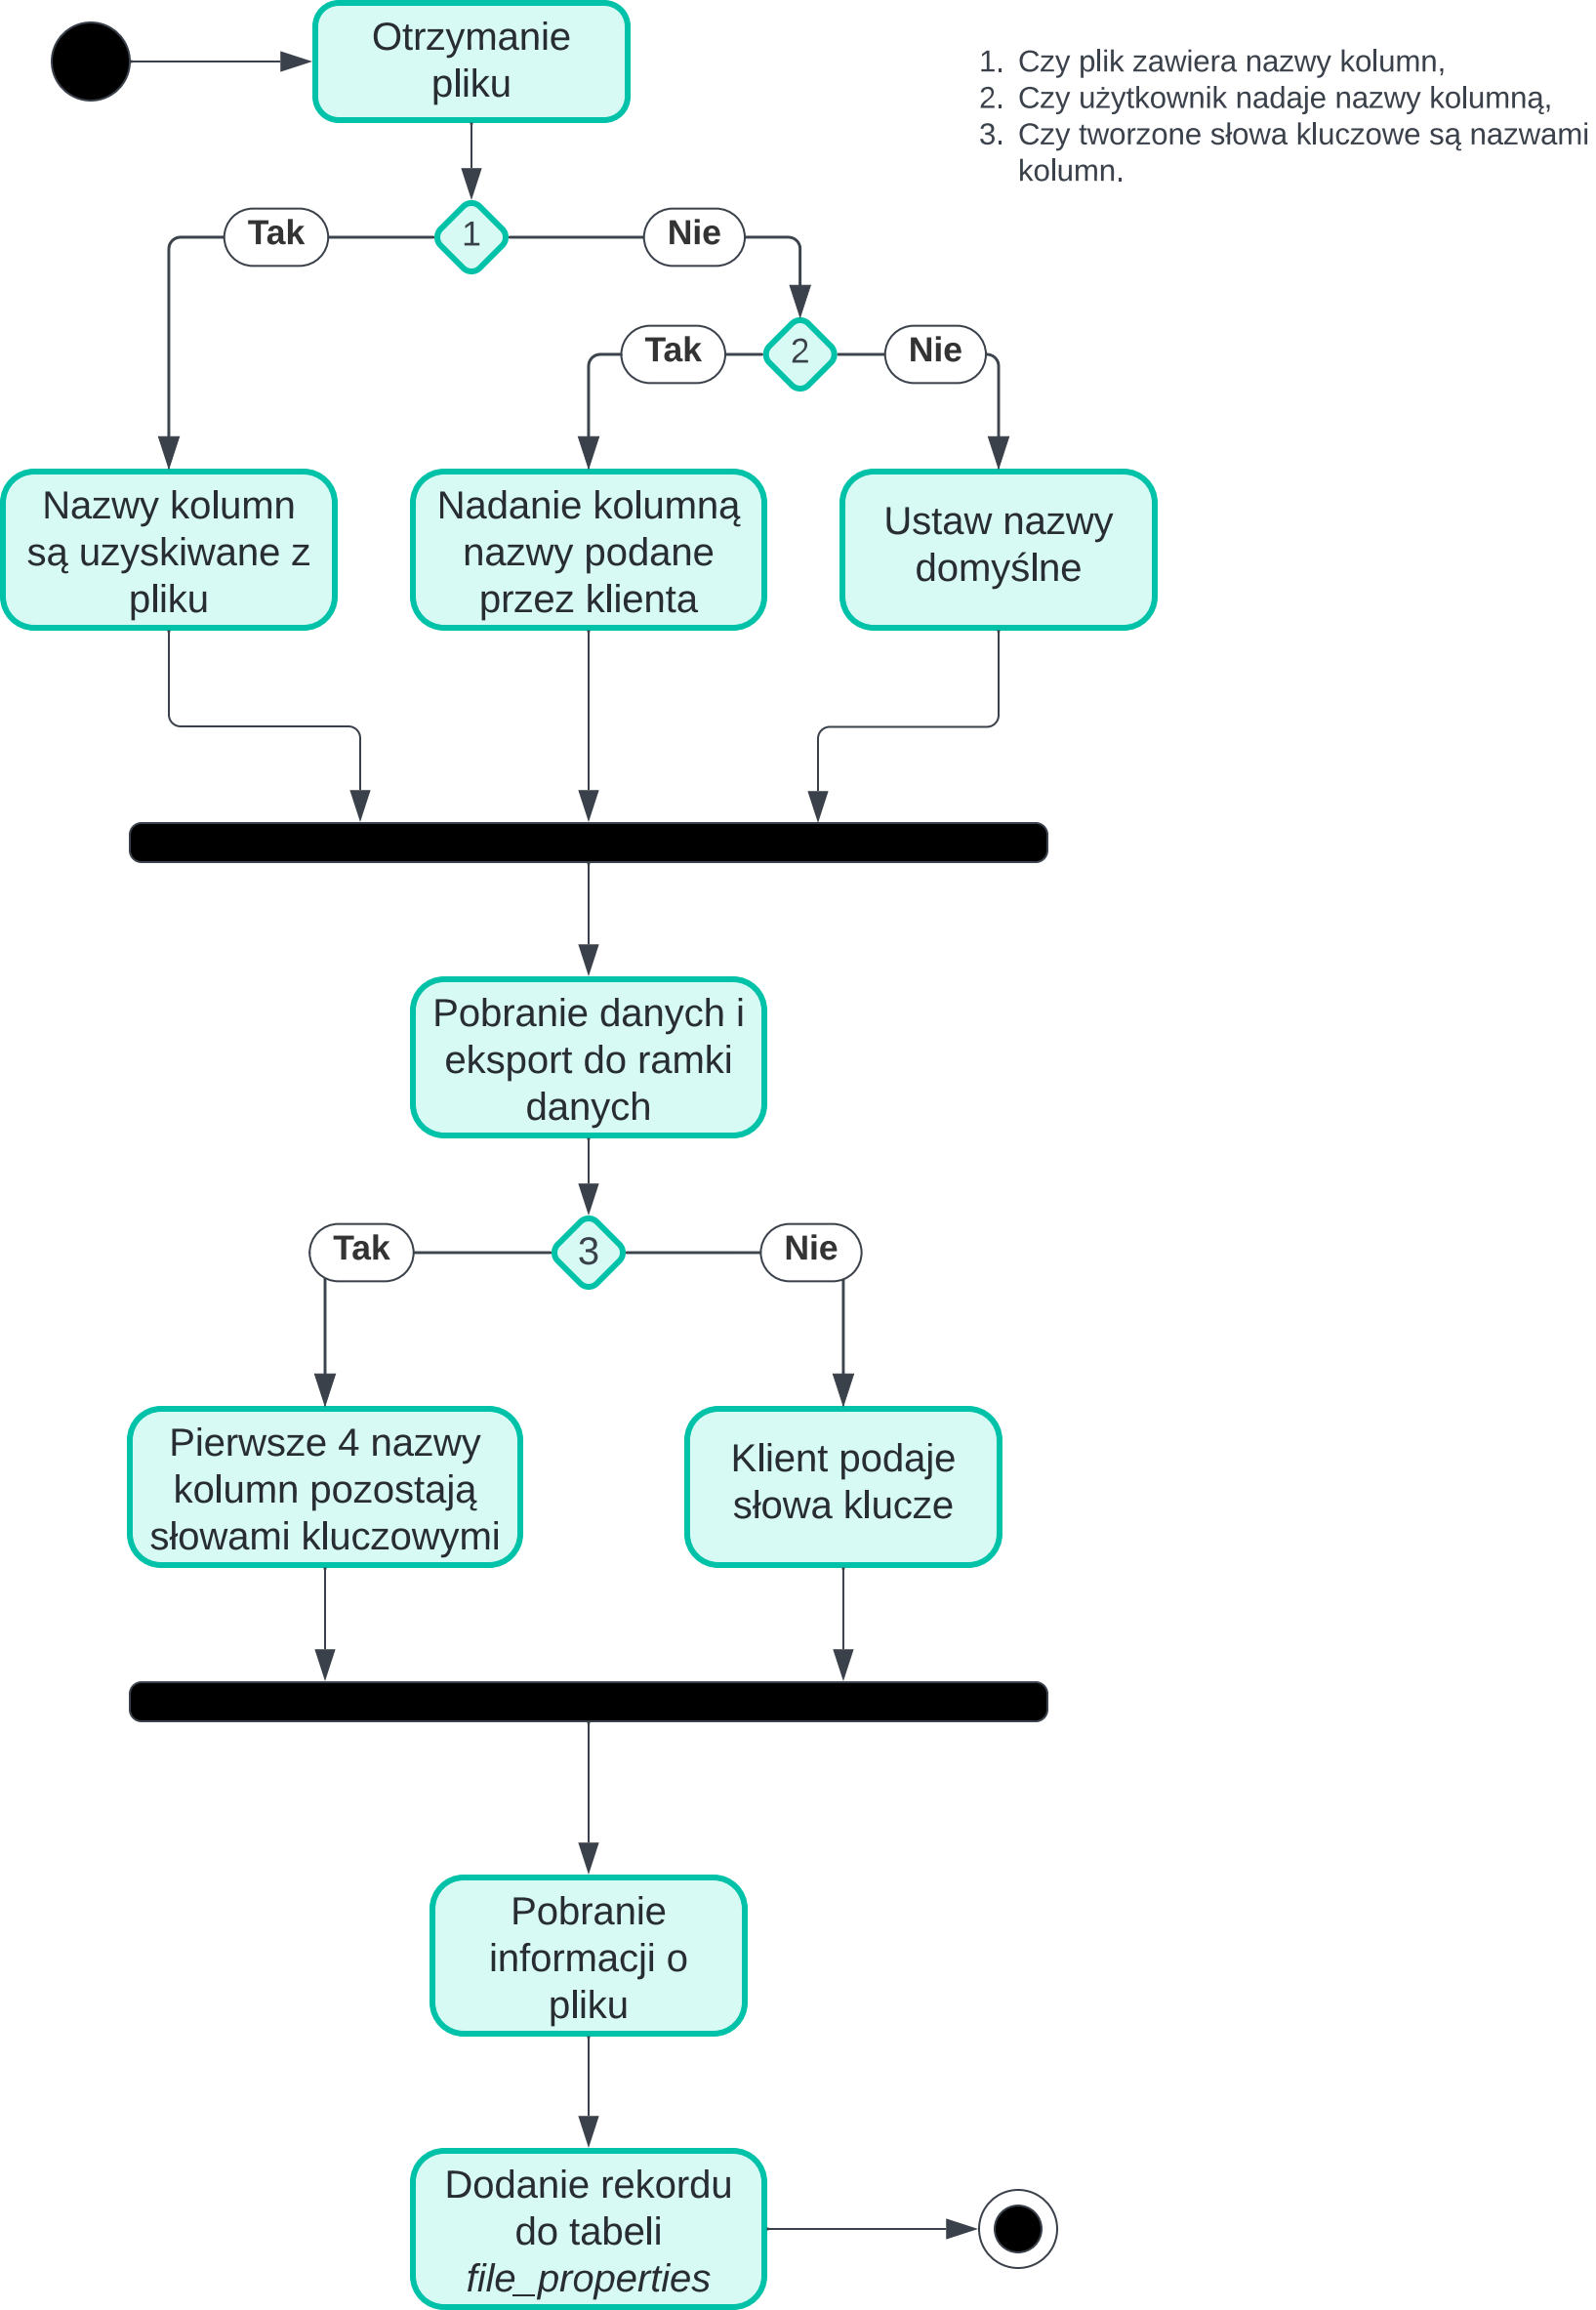 Otrzymanie
pliku
1. Czy plik zawiera nazwy kolumn,
2. Czy użytkownik nadaje nazwy kolumną,
3. Czy tworzone słowa kluczowe są nazwami
kolumn.
Tak
1
Nie
Tak
2
Nie
Nazwy kolumn
są uzyskiwane z
pliku
Nadanie kolumną
nazwy podane
przez klienta
Ustaw nazwy
domyślne
Pobranie danych i
eksport do ramki
danych
Tak
3
Nie
Pierwsze 4 nazwy
kolumn pozostają
słowami kluczowymi
Klient podaje
słowa klucze
Pobranie
informacji o
pliku
Dodanie rekordu
do tabeli
file_properties